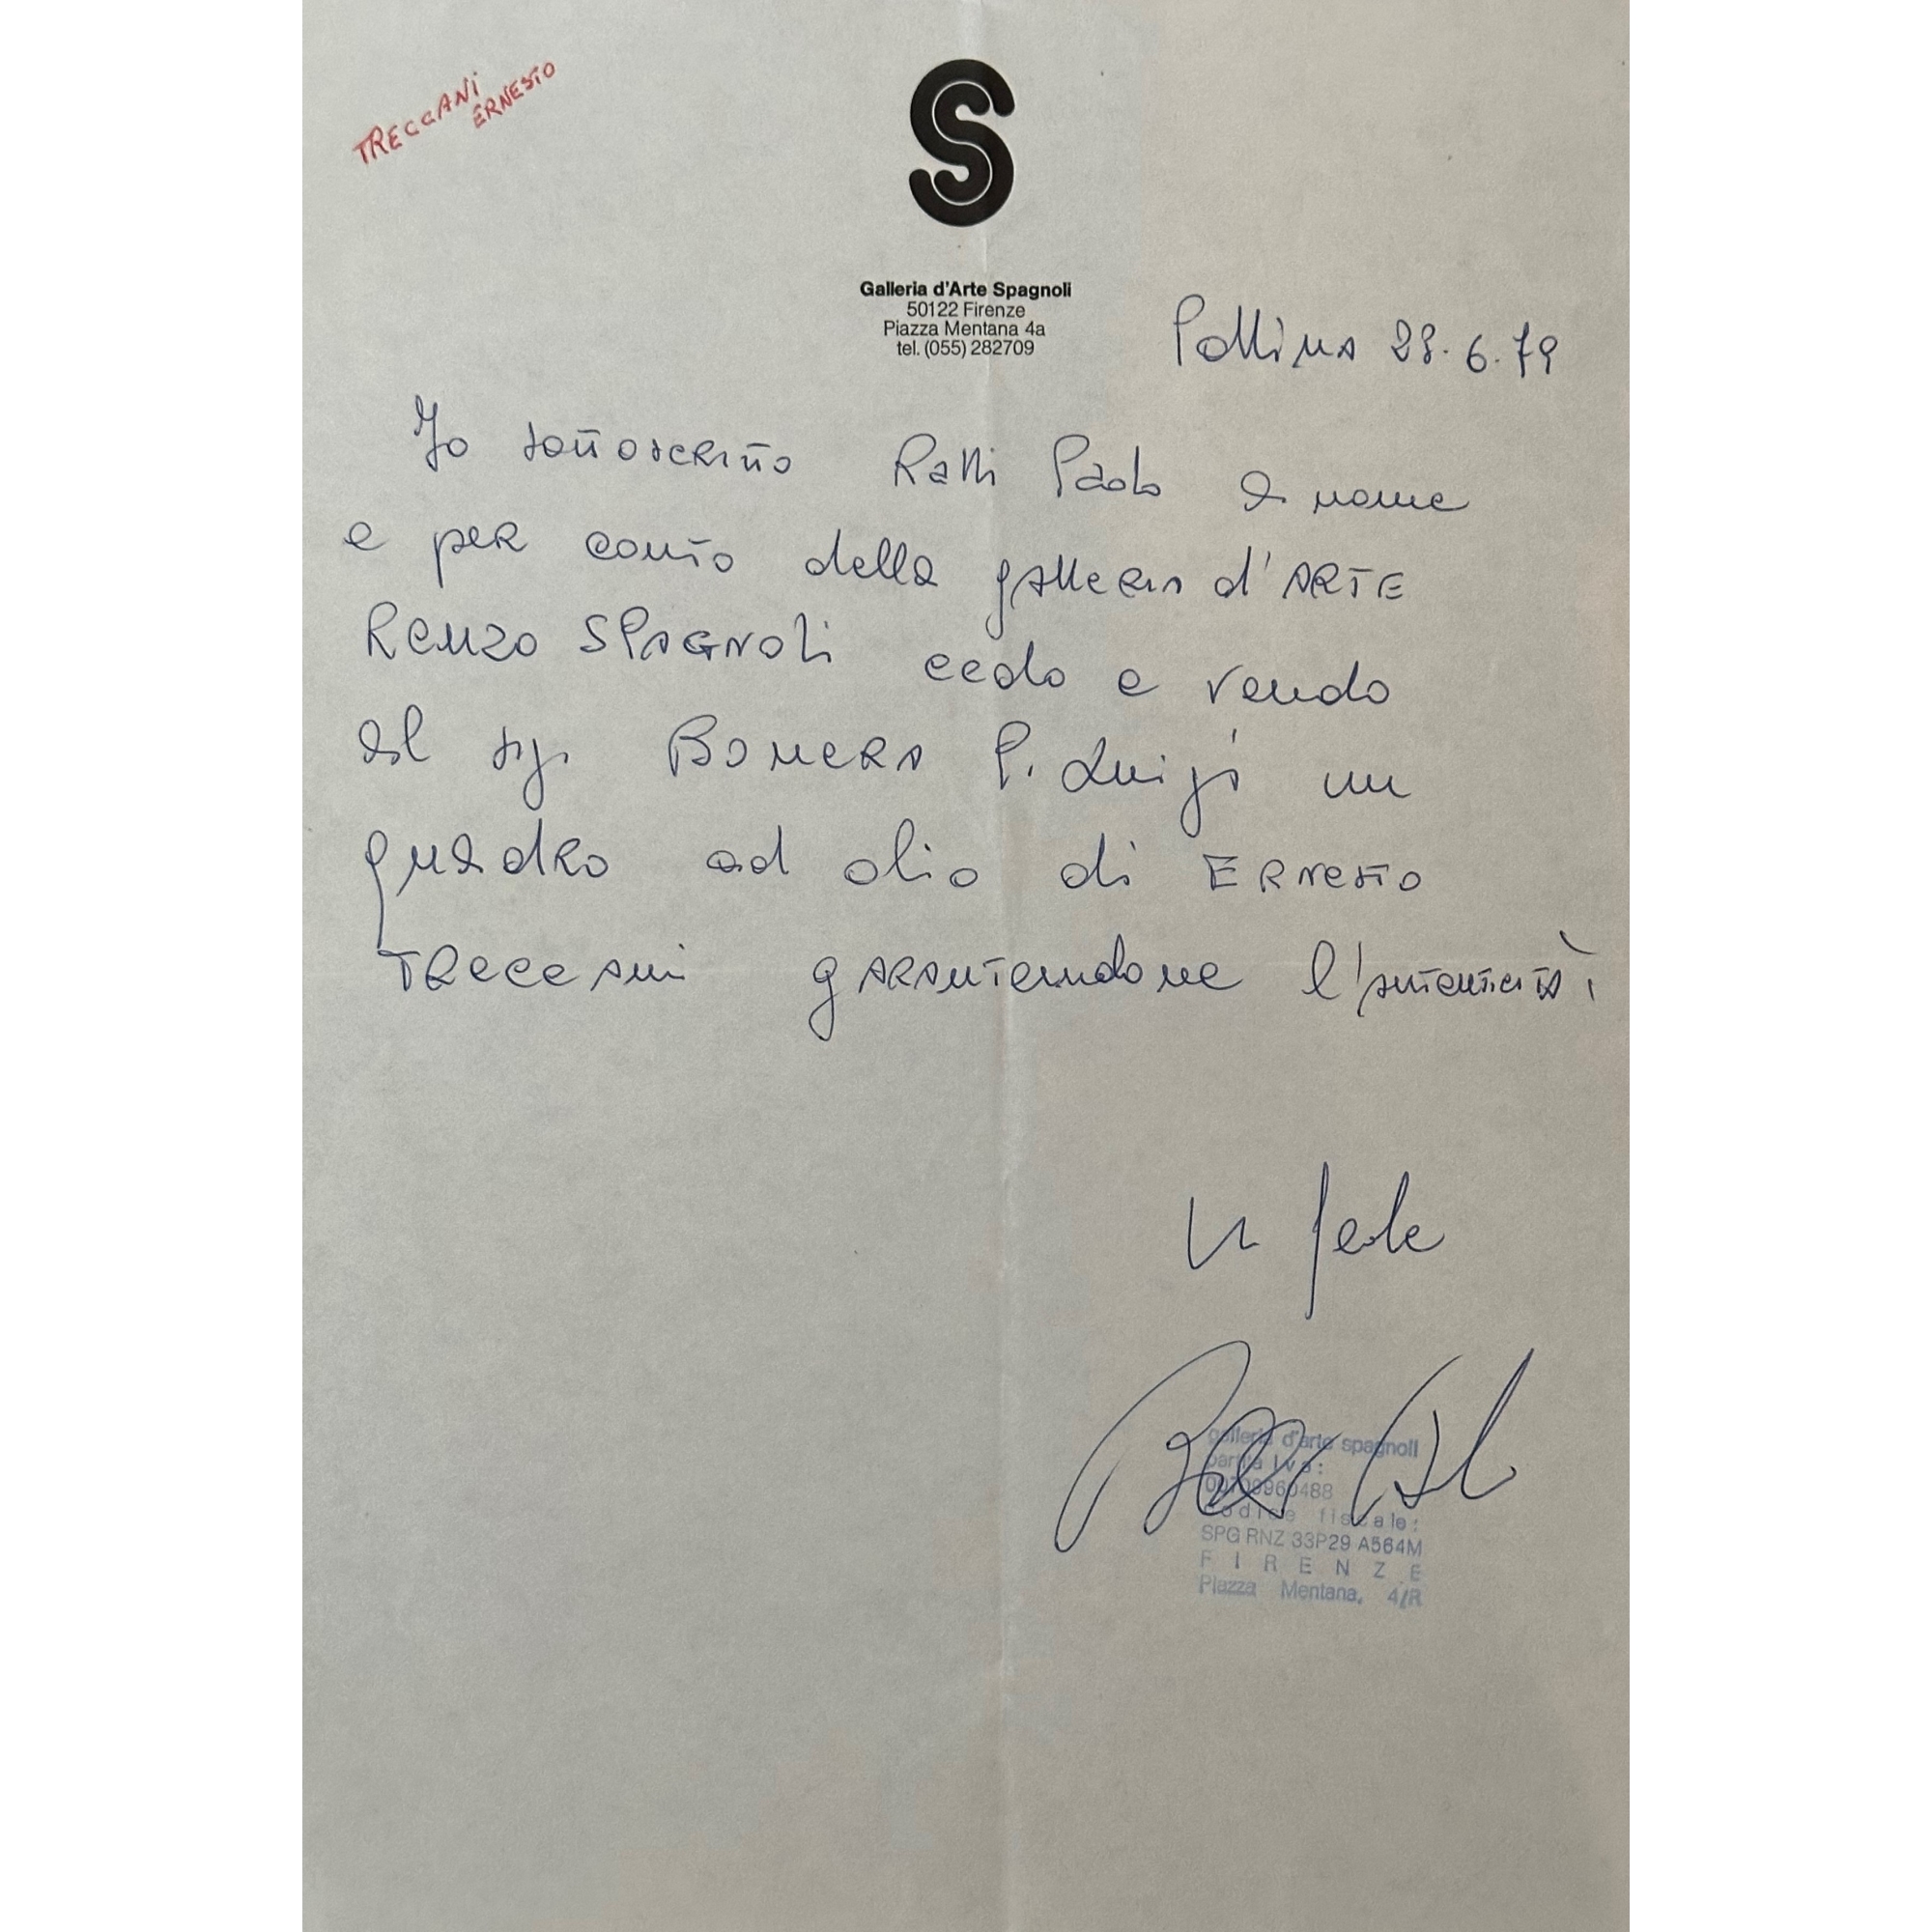 TRECCANI
ERNESTO
S
Galleria d'Arte Spagnoli
50122 Firenze
Piazza Mentana 4a
tel. (055) 282709
Pollina 28.6.79
Io sottoscritto Ralli Paolo a nome
e per conto della galleria d'ARTE
Renzo SPAGNOLI cedo e vendo
al sig. BONERA P. Luigi un
quadro ad olio di ERNESTO
TRECCANI garantendone l'autenticità.
In fede
galleria d'arte spagnoli
partita Iva:
00709960488
codice fiscale:
SPG RNZ 33P29 A564M
FIRENZE
Piazza Mentana, 4/R